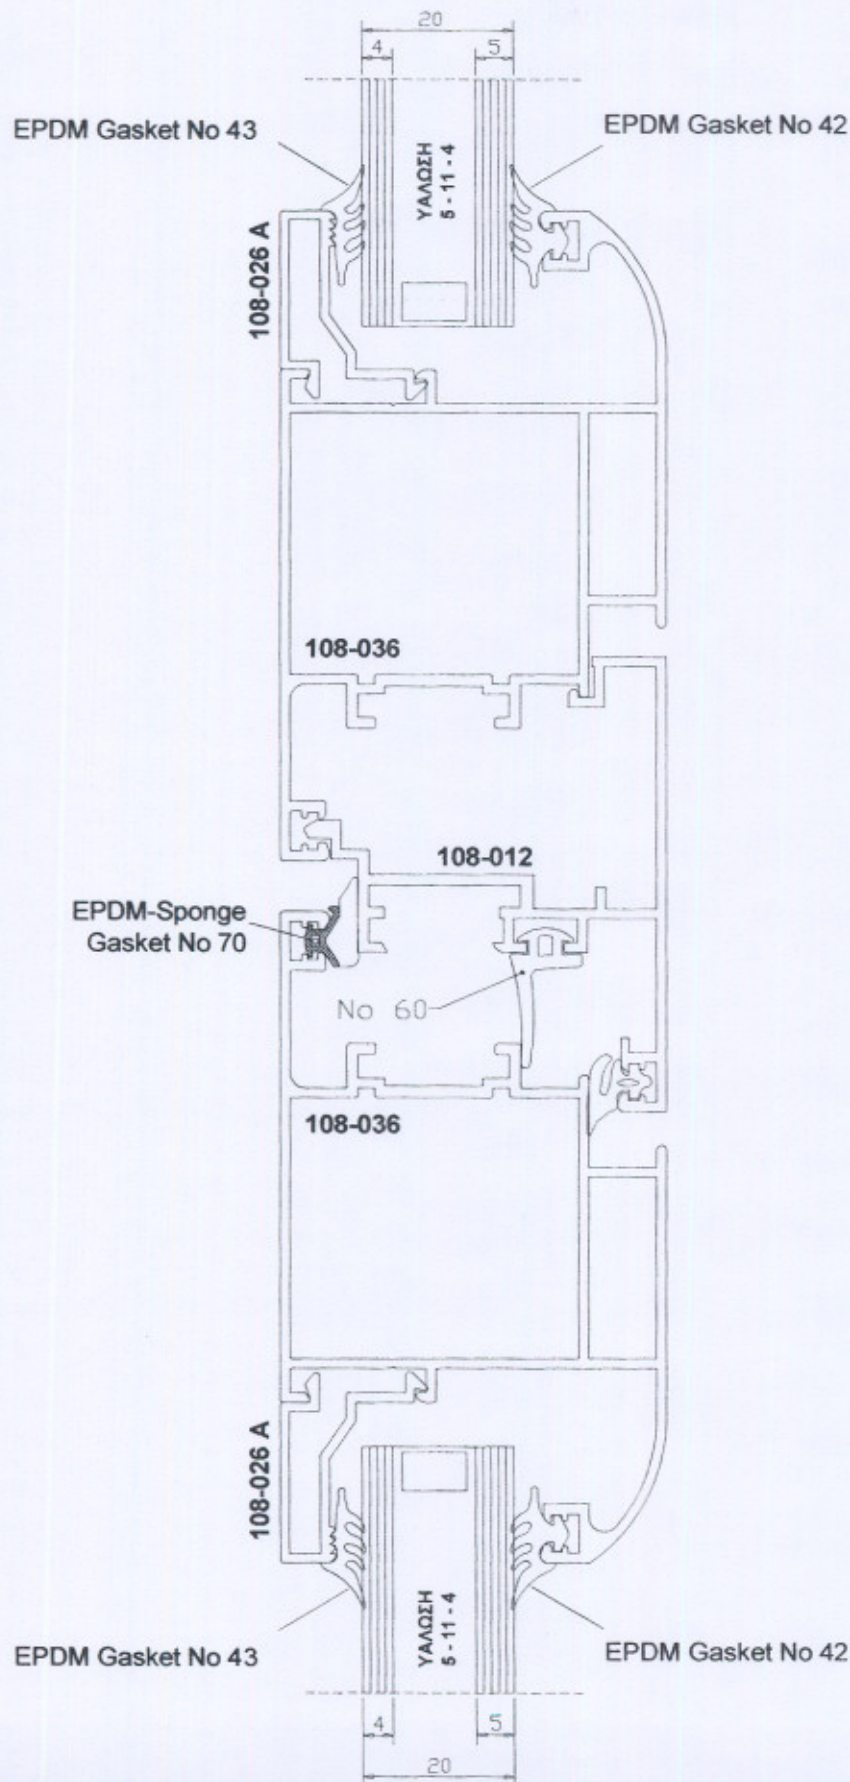 20
4
5
EPDM Gasket No 43
EPDM Gasket No 42
ΥΑΛΩΣΗ
5 - 11 - 4
108-026 A
108-036
108-012
EPDM-Sponge
Gasket No 70
No 60
108-036
108-026 A
ΥΑΛΩΣΗ
5 - 11 - 4
EPDM Gasket No 43
EPDM Gasket No 42
4
5
20